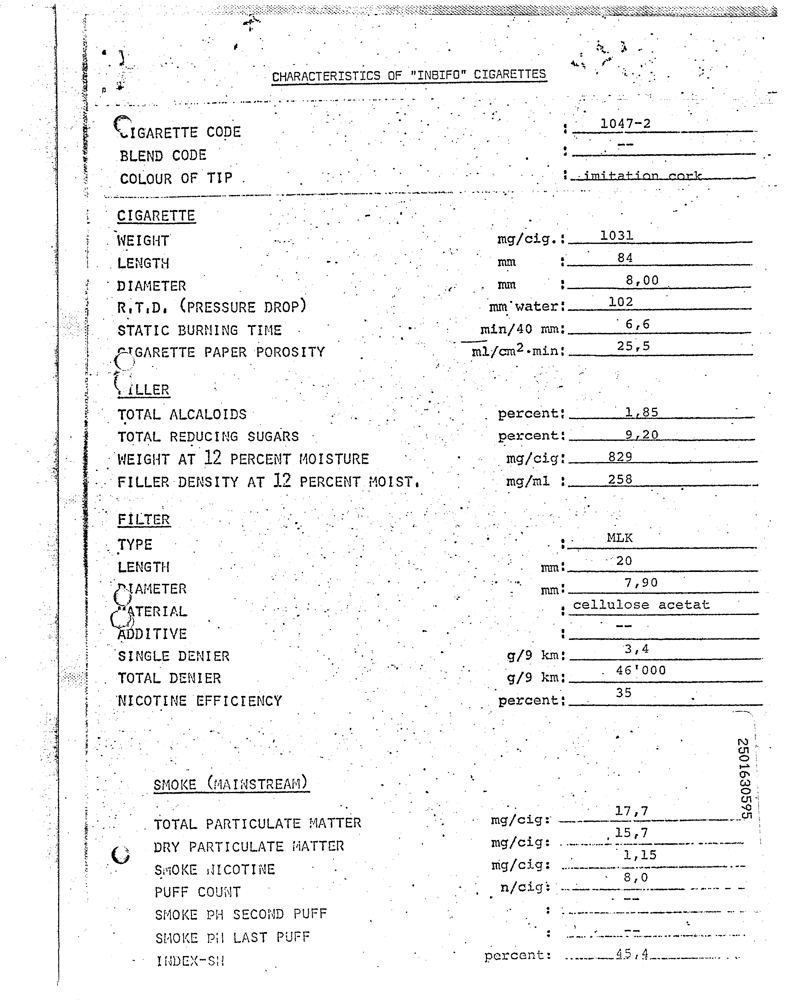 CHARACTERISTICS OF "INBIFO" CIGARETTES
CIGARETTE CODE : 1047-2
BLEND CODE : --
COLOUR OF TIP : imitation cork
CIGARETTE
WEIGHT mg/cig.: 1031
LENGTH mm : 84
DIAMETER mm : 8,00
R.T.D. (PRESSURE DROP) mm water: 102
STATIC BURNING TIME min/40 mm: 6,6
CIGARETTE PAPER POROSITY ml/cm²·min: 25,5
FILLER
TOTAL ALCALOIDS percent: 1,85
TOTAL REDUCING SUGARS percent: 9,20
WEIGHT AT 12 PERCENT MOISTURE mg/cig: 829
FILLER DENSITY AT 12 PERCENT MOIST. mg/ml : 258
FILTER
TYPE : MLK
LENGTH mm: 20
DIAMETER mm: 7,90
MATERIAL : cellulose acetat
ADDITIVE : --
SINGLE DENIER g/9 km: 3,4
TOTAL DENIER g/9 km: 46'000
NICOTINE EFFICIENCY percent: 35
2501630595
SMOKE (MAINSTREAM)
TOTAL PARTICULATE MATTER mg/cig: 17,7
DRY PARTICULATE MATTER mg/cig: 15,7
SMOKE NICOTINE mg/cig: 1,15
PUFF COUNT n/cig: 8,0
SMOKE PH SECOND PUFF : --
SMOKE PH LAST PUFF : --
INDEX-SN percent: 45,4